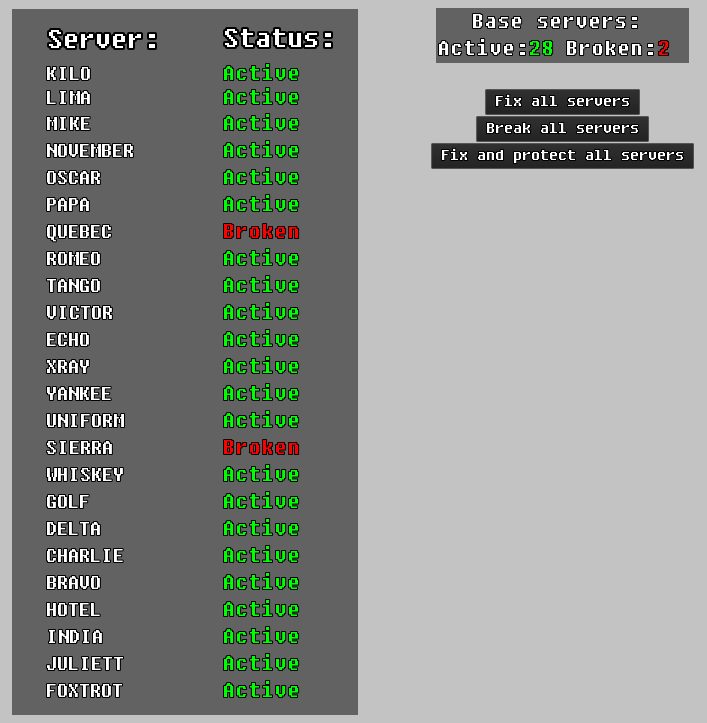 Server: Status:
KILO Active
LIMA Active
MIKE Active
NOVEMBER Active
OSCAR Active
PAPA Active
QUEBEC Broken
ROMEO Active
TANGO Active
VICTOR Active
ECHO Active
XRAY Active
YANKEE Active
UNIFORM Active
SIERRA Broken
WHISKEY Active
GOLF Active
DELTA Active
CHARLIE Active
BRAVO Active
HOTEL Active
INDIA Active
JULIETT Active
FOXTROT Active
Base servers:
Active:28 Broken:2
Fix all servers
Break all servers
Fix and protect all servers